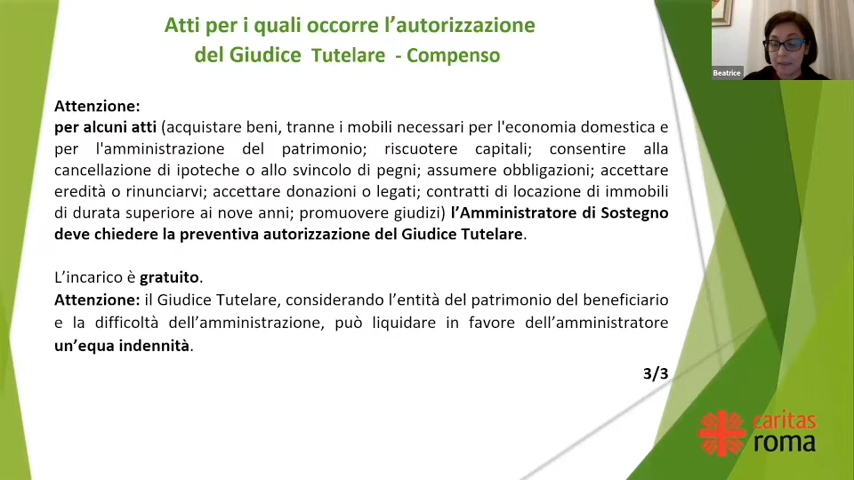 Atti per i quali occorre l'autorizzazione
del Giudice Tutelare - Compenso
Beatrice
Attenzione:
per alcuni atti (acquistare beni, tranne i mobili necessari per l'economia domestica e
per l'amministrazione del patrimonio; riscuotere capitali; consentire alla
cancellazione di ipoteche o allo svincolo di pegni; assumere obbligazioni; accettare
eredità o rinunciarvi; accettare donazioni o legati; contratti di locazione di immobili
di durata superiore ai nove anni; promuovere giudizi) l'Amministratore di Sostegno
deve chiedere la preventiva autorizzazione del Giudice Tutelare.
L'incarico è gratuito.
Attenzione: il Giudice Tutelare, considerando l'entità del patrimonio del beneficiario
e la difficoltà dell'amministrazione, può liquidare in favore dell'amministratore
un'equa indennità.
3/3
caritas
roma